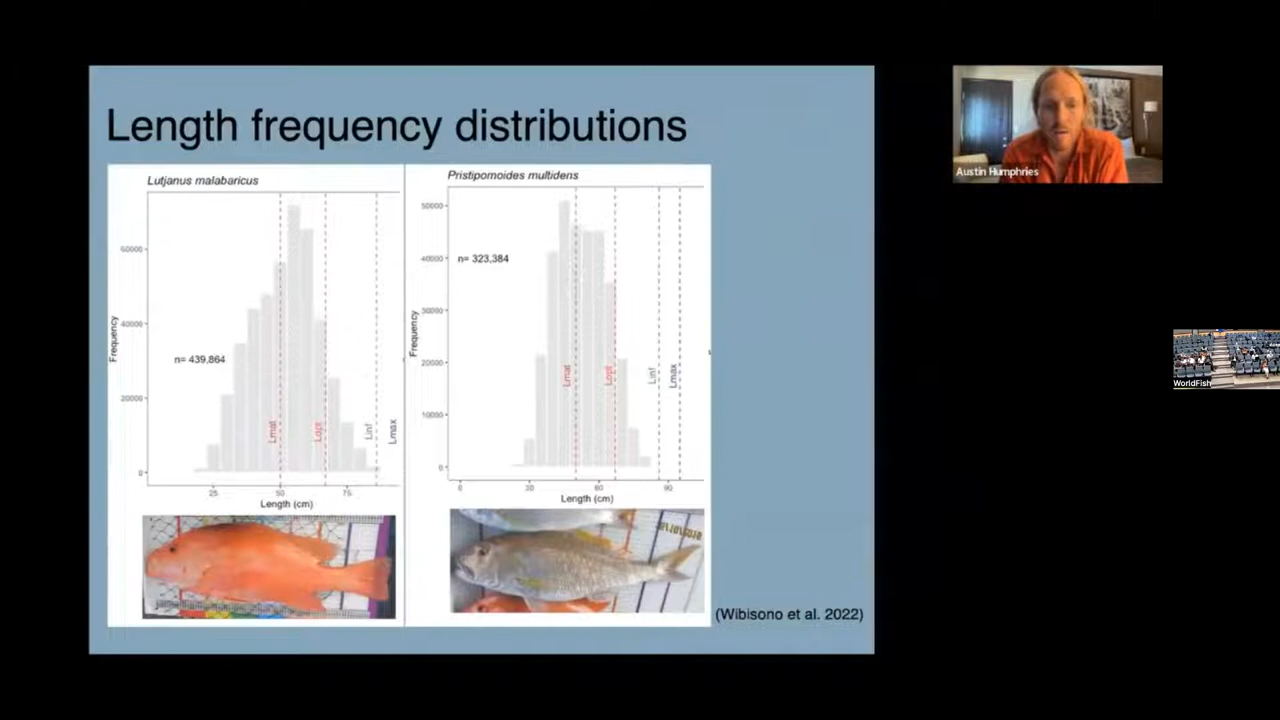 Length frequency distributions
Lutjanus malabaricus
Frequency
60000
40000
20000
0
n= 439,864
Lmat
Lopt
Linf
Lmax
25
50
75
Length (cm)
Pristipomoides multidens
Frequency
50000
40000
30000
20000
10000
0
n= 323,384
Lmat
Lopt
Linf
Lmax
0
30
60
90
Length (cm)
(Wibisono et al. 2022)
Austin Humphries
WorldFish